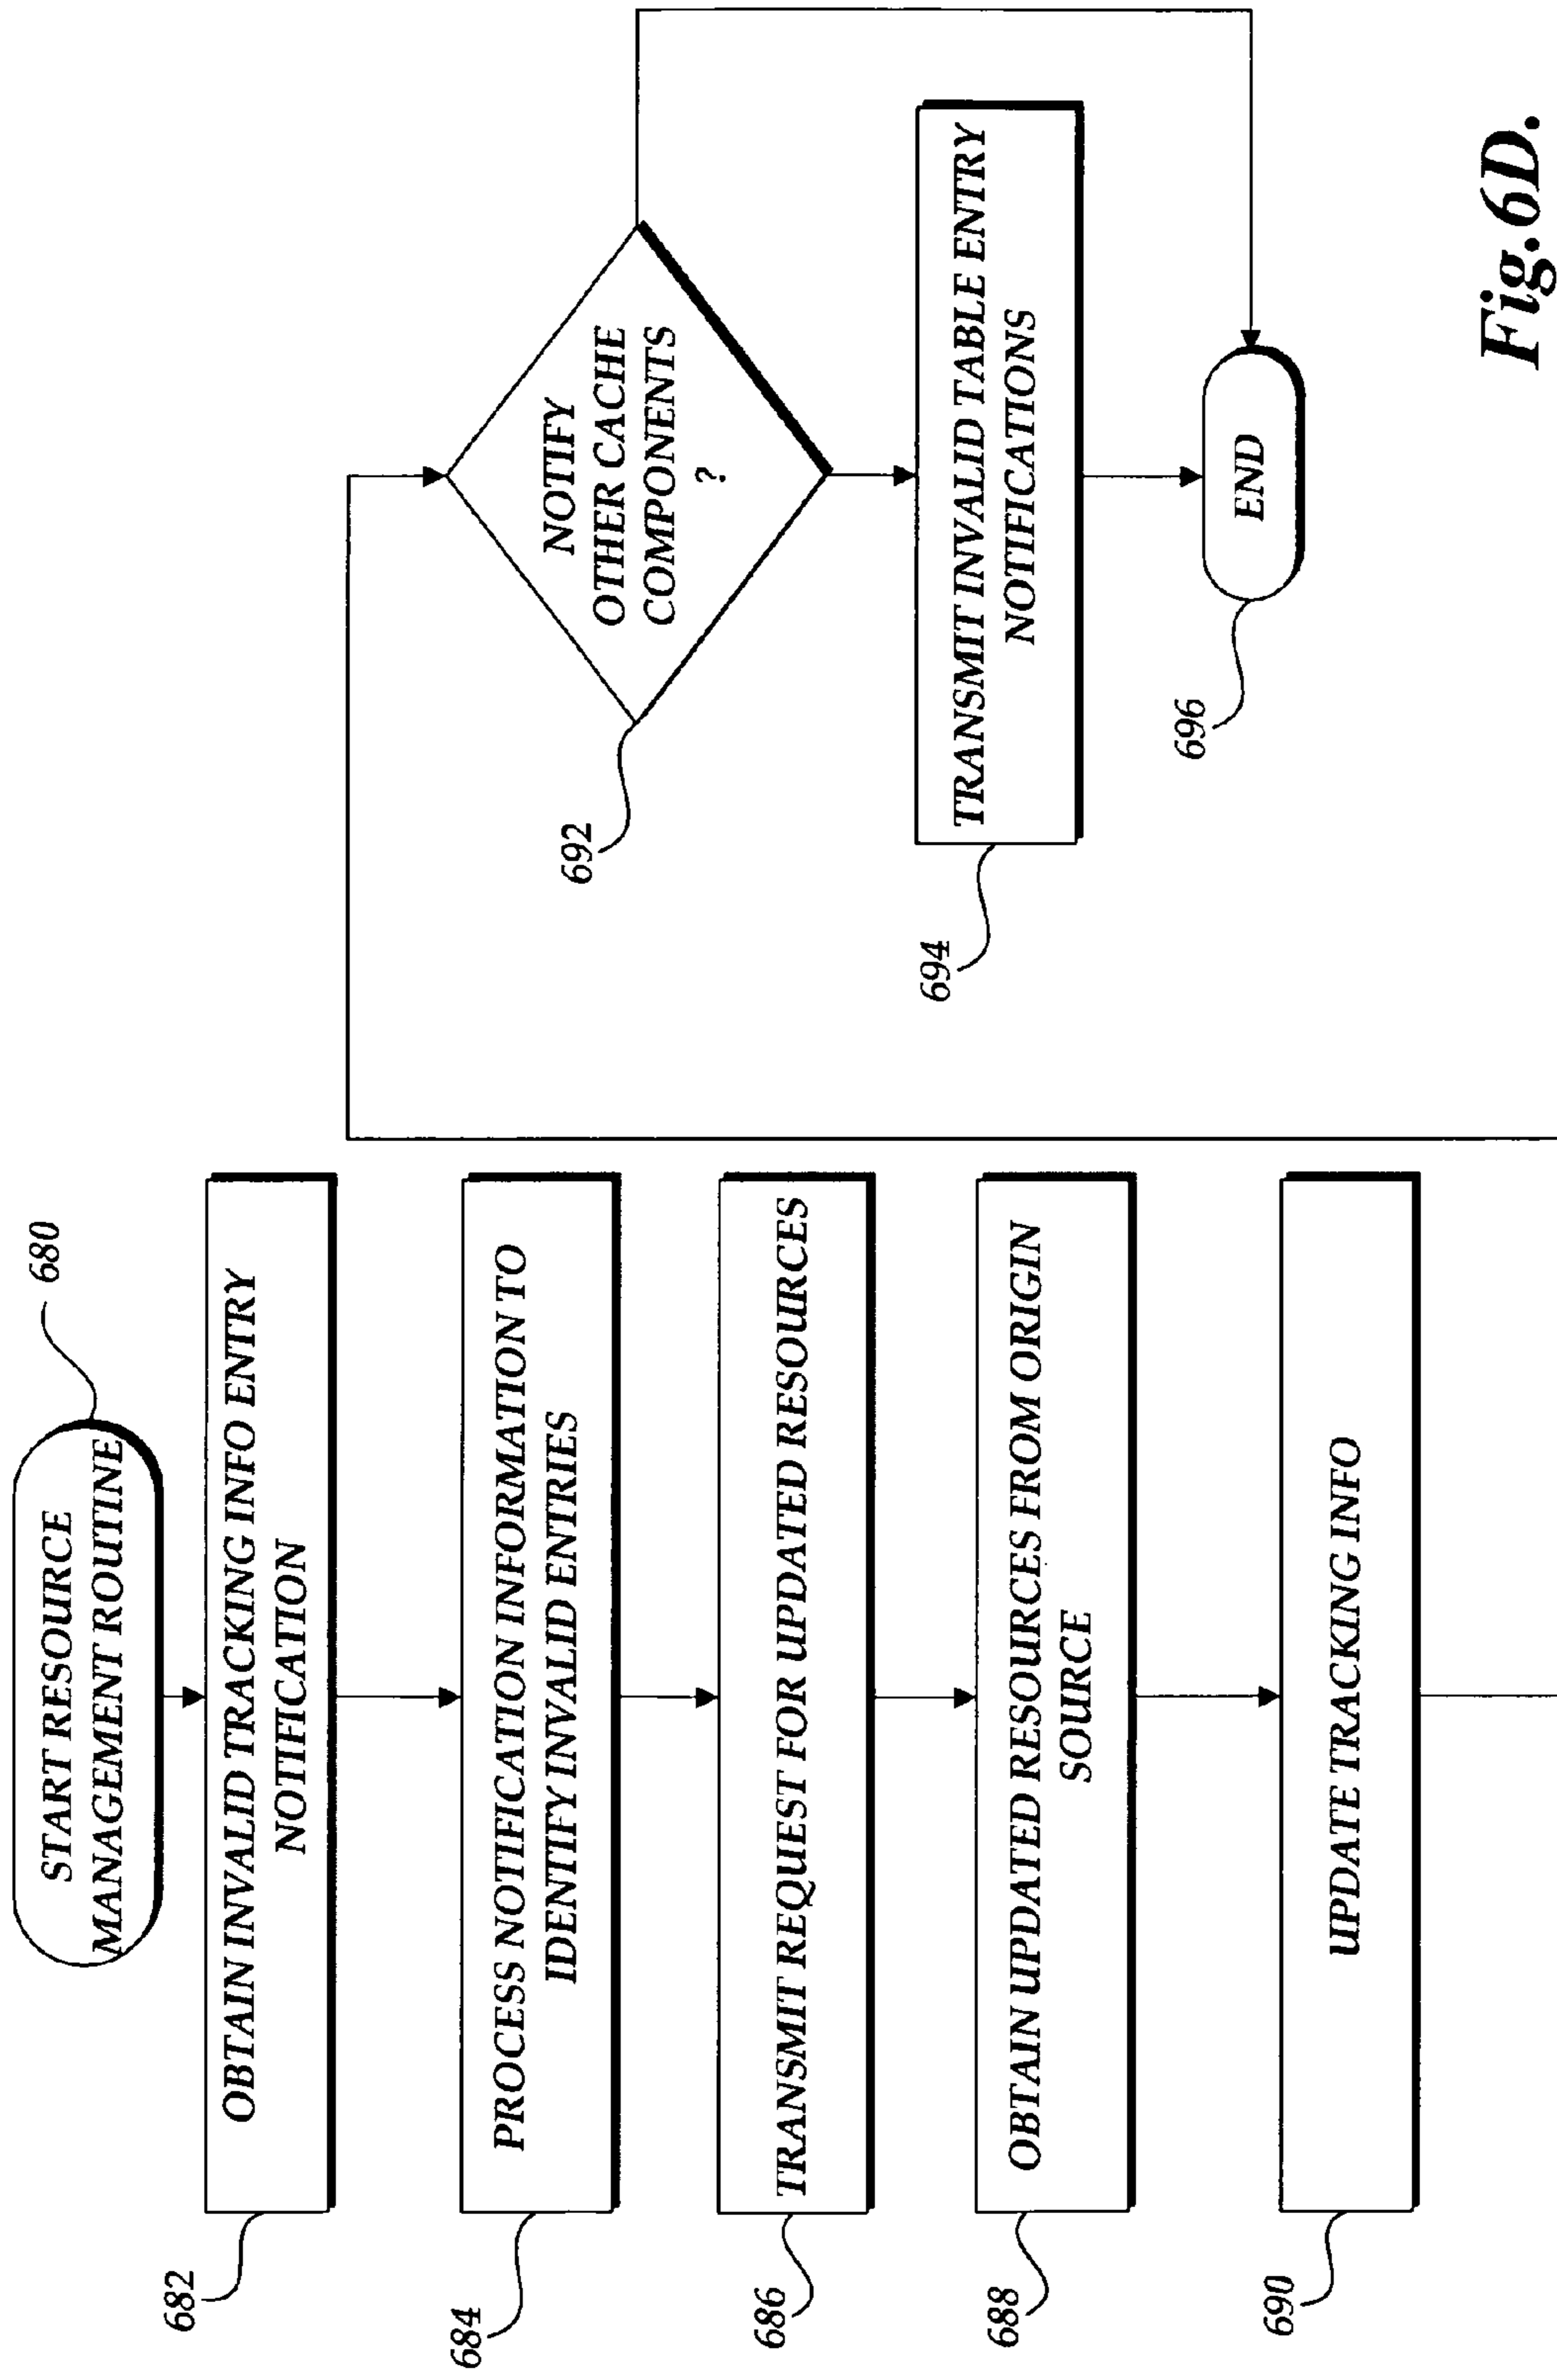 START RESOURCE
MANAGEMENT ROUTINE
680
OBTAIN INVALID TRACKING INFO ENTRY
NOTIFICATION
682
PROCESS NOTIFICATION INFORMATION TO
IDENTIFY INVALID ENTRIES
684
TRANSMIT REQUEST FOR UPDATED RESOURCES
686
OBTAIN UPDATED RESOURCES FROM ORIGIN
SOURCE
688
UPDATE TRACKING INFO
690
NOTIFY
OTHER CACHE
COMPONENTS
?
692
TRANSMIT INVALID TABLE ENTRY
NOTIFICATIONS
694
END
696
Fig.6D.